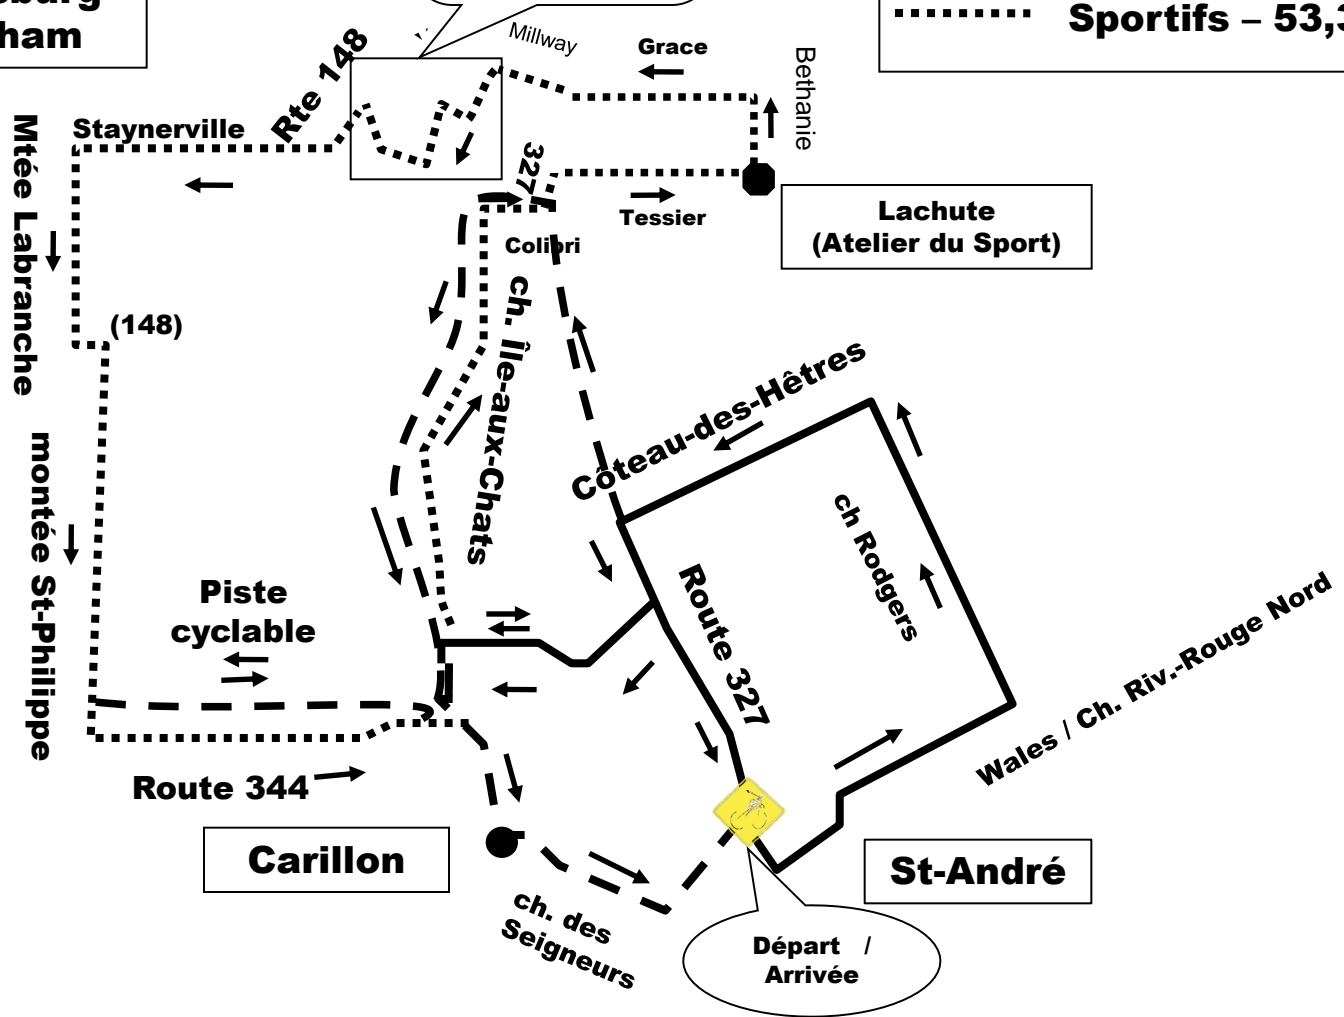 ham
Sportifs – 53,3
Rte 148
Millway
Grace
Bethanie
Staynerville
327
Tessier
Lachute
(Atelier du Sport)
Colibri
Mtée Labranche
(148)
ch. Île-aux-Chats
Côteau-des-Hêtres
montée St-Philippe
ch Rodgers
Piste
cyclable
Route 327
Wales / Ch. Riv.-Rouge Nord
Route 344
Carillon
St-André
ch. des
Seigneurs
Départ /
Arrivée